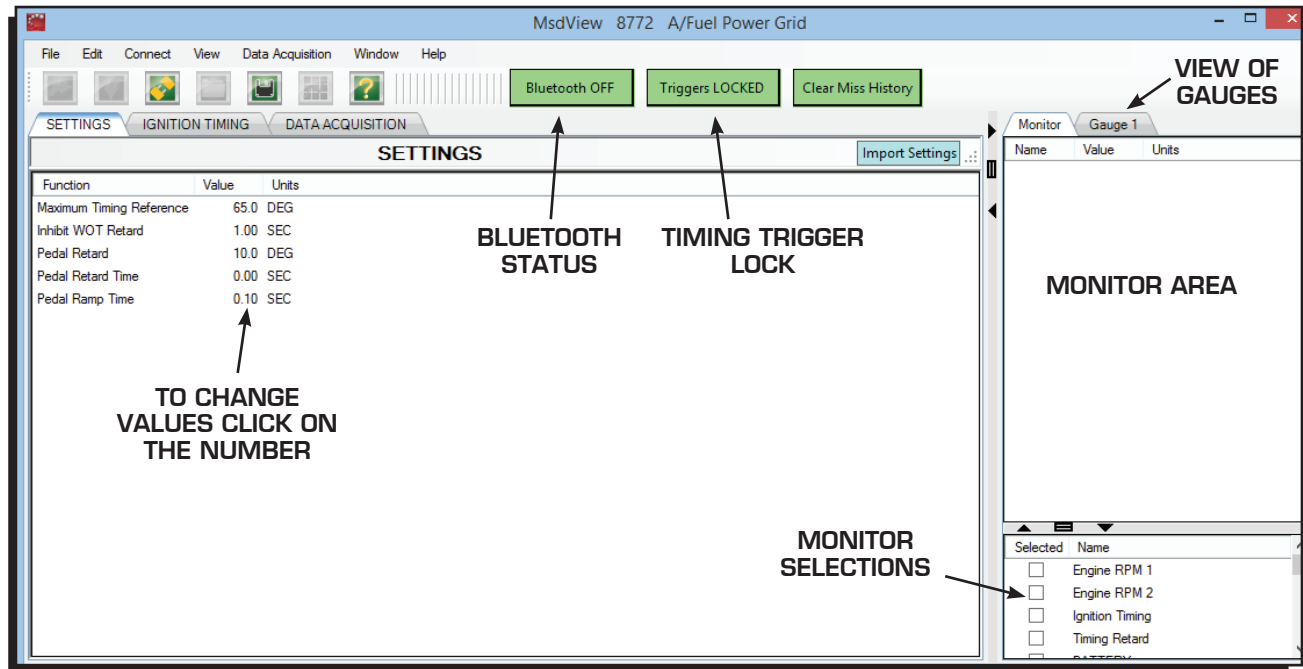 MsdView 8772 A/Fuel Power Grid
File Edit Connect View Data Acquisition Window Help
Bluetooth OFF Triggers LOCKED Clear Miss History
VIEW OF
GAUGES
SETTINGS IGNITION TIMING DATA ACQUISITION
Monitor Gauge 1
SETTINGS Import Settings
Name Value Units
Function Value Units
Maximum Timing Reference 65.0 DEG
Inhibit WOT Retard 1.00 SEC
Pedal Retard 10.0 DEG
Pedal Retard Time 0.00 SEC
Pedal Ramp Time 0.10 SEC
BLUETOOTH
STATUS
TIMING TRIGGER
LOCK
MONITOR AREA
TO CHANGE
VALUES CLICK ON
THE NUMBER
MONITOR
SELECTIONS
Selected Name
Engine RPM 1
Engine RPM 2
Ignition Timing
Timing Retard
BATTERY